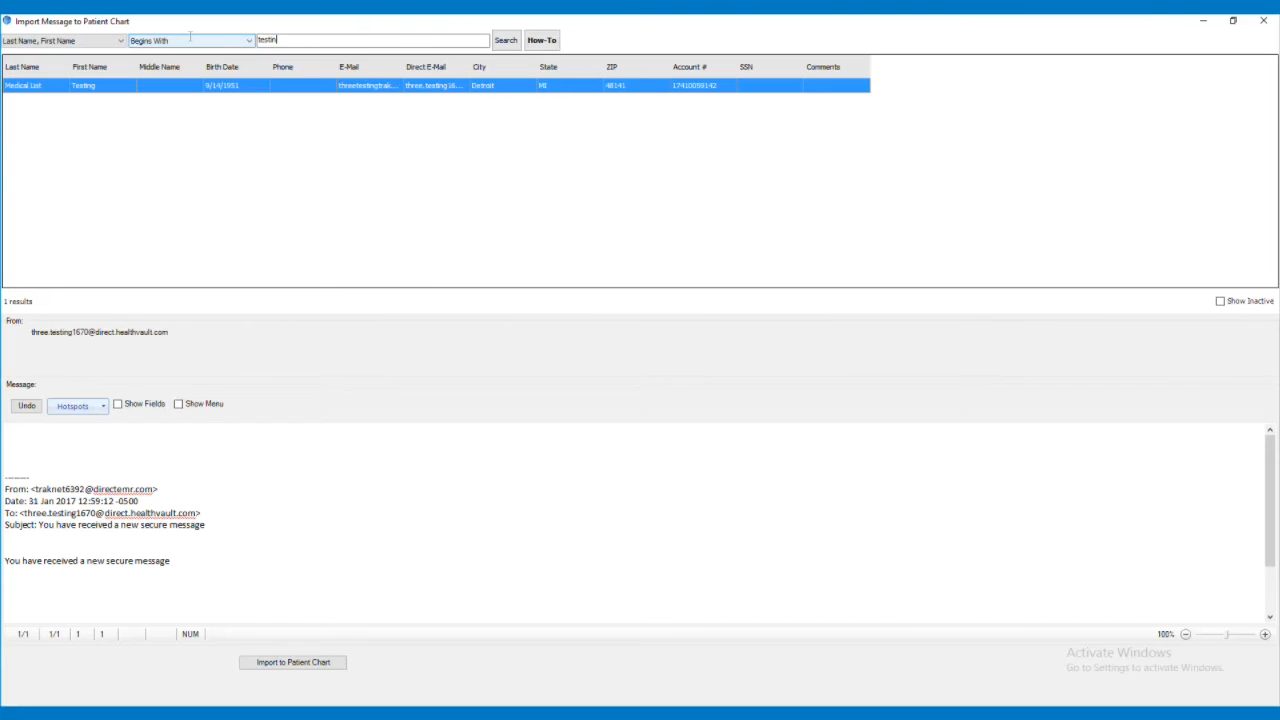 Import Message to Patient Chart
Last Name, First Name Begins With testin Search How-To
Last Name First Name Middle Name Birth Date Phone E-Mail Direct E-Mail City State ZIP Account # SSN Comments
Medical List Testing 9/14/1951 threetestingtrak... three.testing16... Detroit MI 48141 17410059142
1 results Show Inactive
From:
three.testing1670@direct.healthvault.com
Message:
Undo Hotspots Show Fields Show Menu
----------
From: <traknet6392@directemr.com>
Date: 31 Jan 2017 12:59:12 -0500
To: <three.testing1670@direct.healthvault.com>
Subject: You have received a new secure message
You have received a new secure message
1/1 1/1 1 1 NUM 100%
Import to Patient Chart
Activate Windows
Go to Settings to activate Windows.